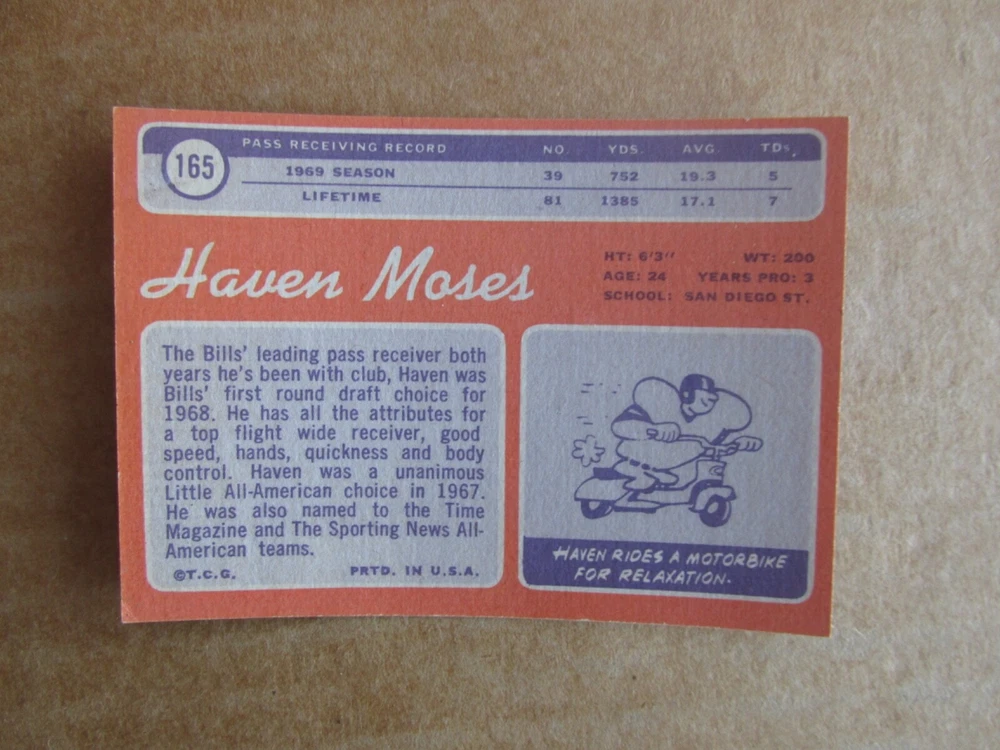 165
PASS RECEIVING RECORD NO. YDS. AVG. TDs.
1969 SEASON 39 752 19.3 5
LIFETIME 81 1385 17.1 7
Haven Moses
HT: 6'3" WT: 200
AGE: 24 YEARS PRO: 3
SCHOOL: SAN DIEGO ST.
The Bills' leading pass receiver both
years he's been with club, Haven was
Bills' first round draft choice for
1968. He has all the attributes for
a top flight wide receiver, good
speed, hands, quickness and body
control. Haven was a unanimous
Little All-American choice in 1967.
He was also named to the Time
Magazine and The Sporting News All-
American teams.
©T.C.G. PRTD. IN U.S.A.
HAVEN RIDES A MOTORBIKE
FOR RELAXATION.